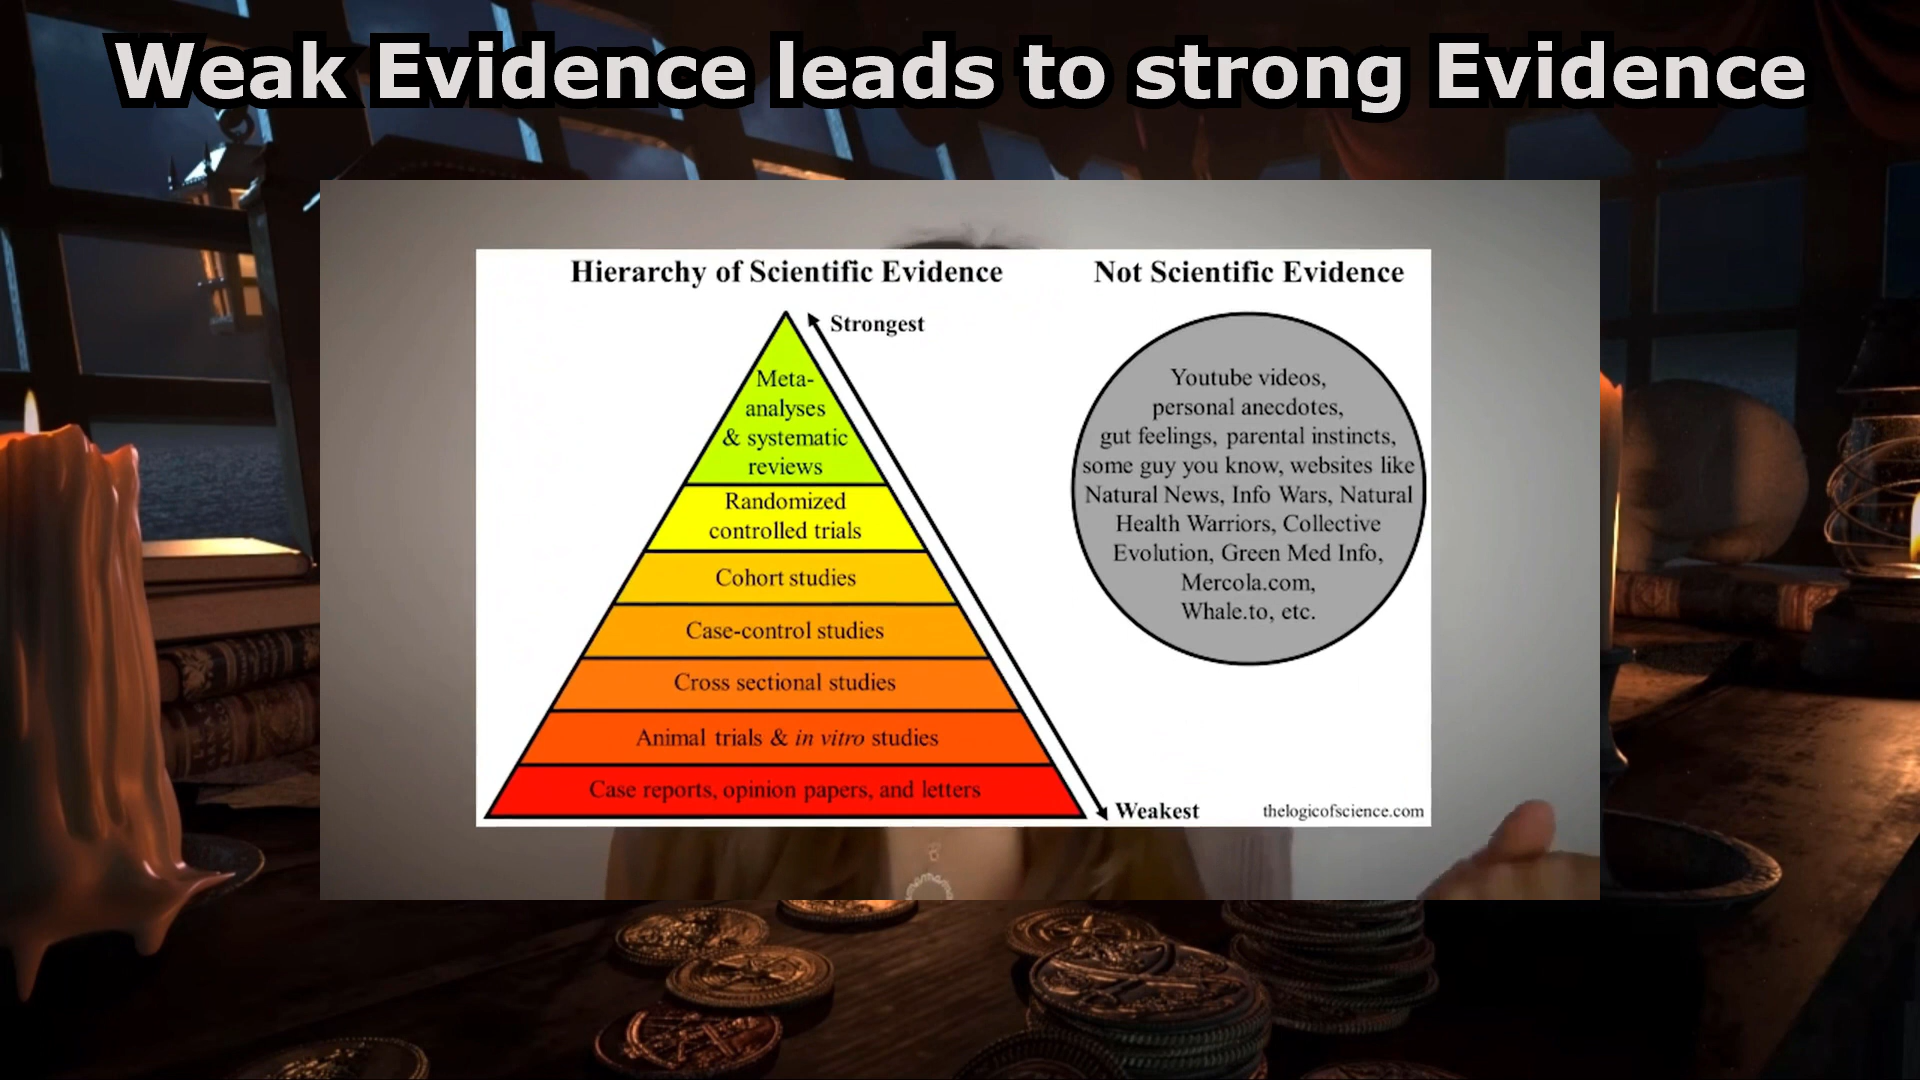 Weak Evidence leads to strong Evidence
Hierarchy of Scientific Evidence
Strongest
Meta-
analyses
& systematic
reviews
Randomized
controlled trials
Cohort studies
Case-control studies
Cross sectional studies
Animal trials & in vitro studies
Case reports, opinion papers, and letters
Weakest
Not Scientific Evidence
Youtube videos,
personal anecdotes,
gut feelings, parental instincts,
some guy you know, websites like
Natural News, Info Wars, Natural
Health Warriors, Collective
Evolution, Green Med Info,
Mercola.com,
Whale.to, etc.
thelogicofscience.com